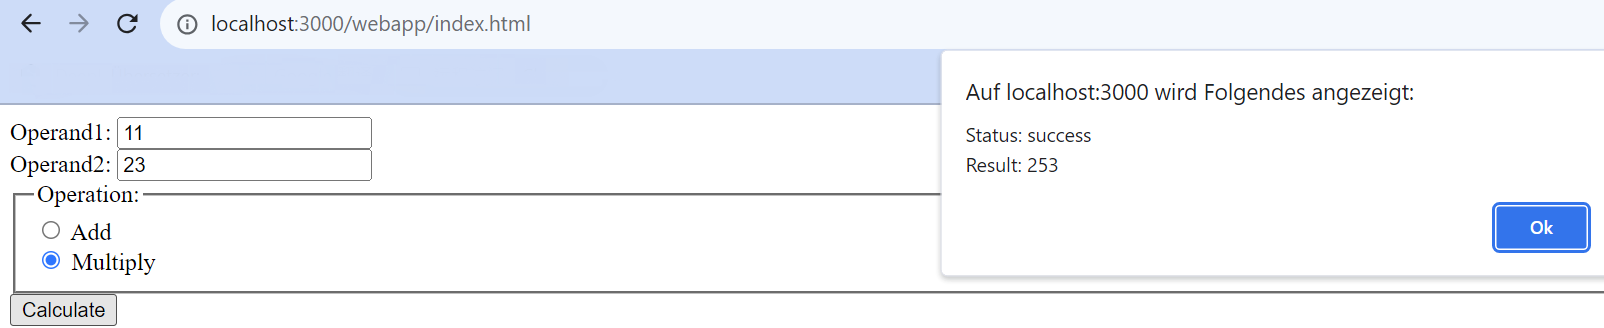 localhost:3000/webapp/index.html
Auf localhost:3000 wird Folgendes angezeigt:
Status: success
Result: 253
Ok
Operand1: 11
Operand2: 23
Operation:
Add
Multiply
Calculate